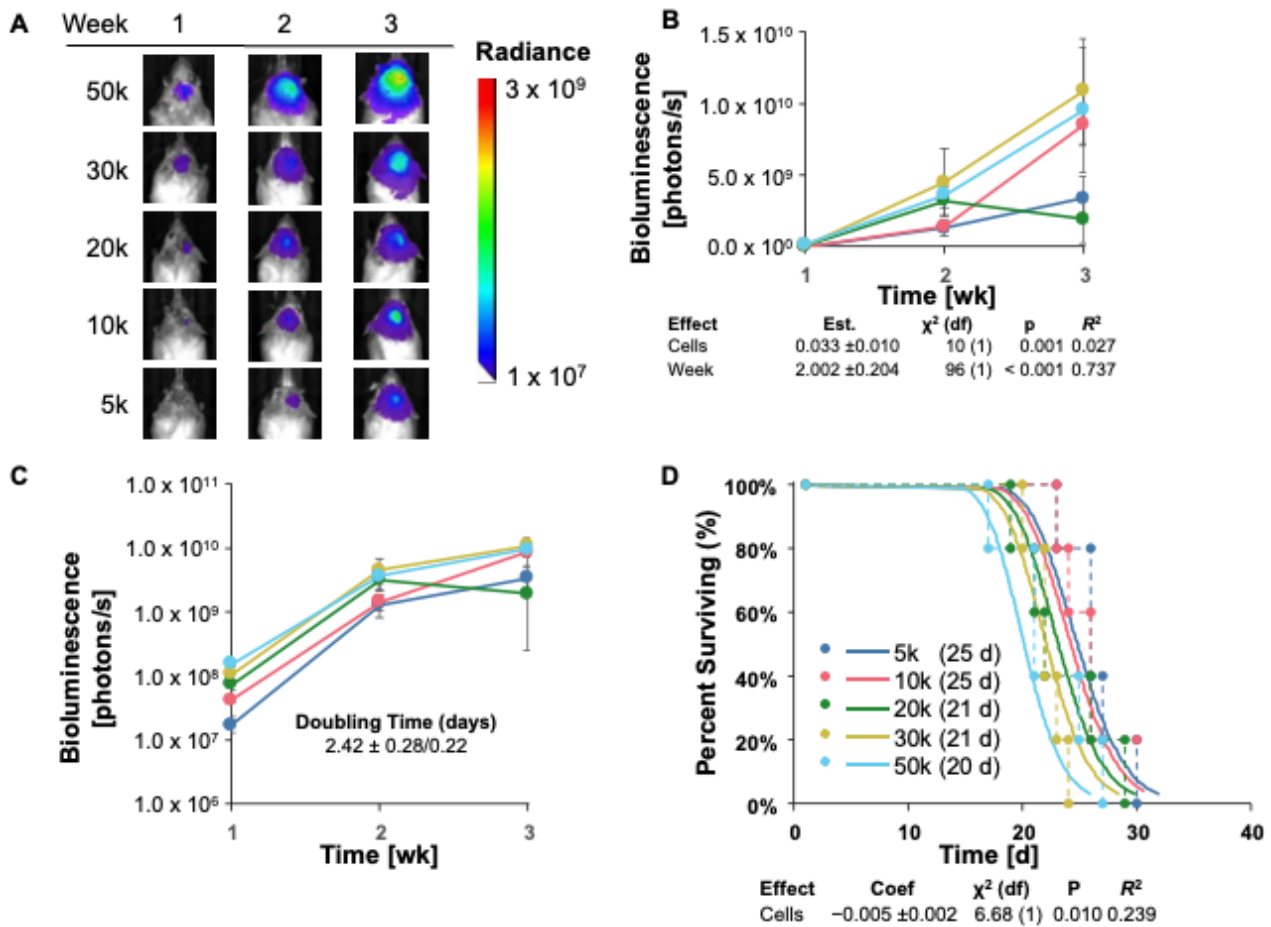 A
Week 1 2 3
50k
30k
20k
10k
5k
Radiance
3 x 10⁹
1 x 10⁷
B
Bioluminescence
[photons/s]
1.5 x 10¹⁰
1.0 x 10¹⁰
5.0 x 10⁹
0.0 x 10⁰
1 2 3
Time [wk]
Effect Est. χ² (df) p R²
Cells 0.033 ±0.010 10 (1) 0.001 0.027
Week 2.002 ±0.204 96 (1) < 0.001 0.737
C
Bioluminescence
[photons/s]
1.0 x 10¹¹
1.0 x 10¹⁰
1.0 x 10⁹
1.0 x 10⁸
1.0 x 10⁷
1.0 x 10⁶
Doubling Time (days)
2.42 ± 0.28/0.22
1 2 3
Time [wk]
D
Percent Surviving (%)
100%
80%
60%
40%
20%
0%
5k (25 d)
10k (25 d)
20k (21 d)
30k (21 d)
50k (20 d)
0 10 20 30 40
Time [d]
Effect Coef χ² (df) P R²
Cells −0.005 ±0.002 6.68 (1) 0.010 0.239